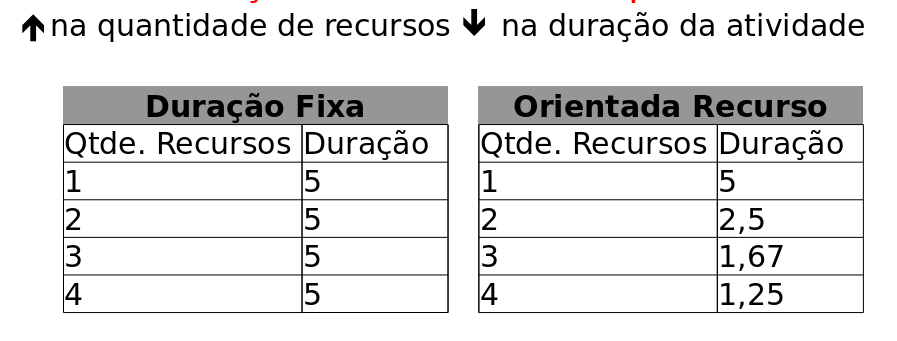 ↑ na quantidade de recursos ↓ na duração da atividade
Duração Fixa
Qtde. Recursos Duração
1 5
2 5
3 5
4 5
Orientada Recurso
Qtde. Recursos Duração
1 5
2 2,5
3 1,67
4 1,25